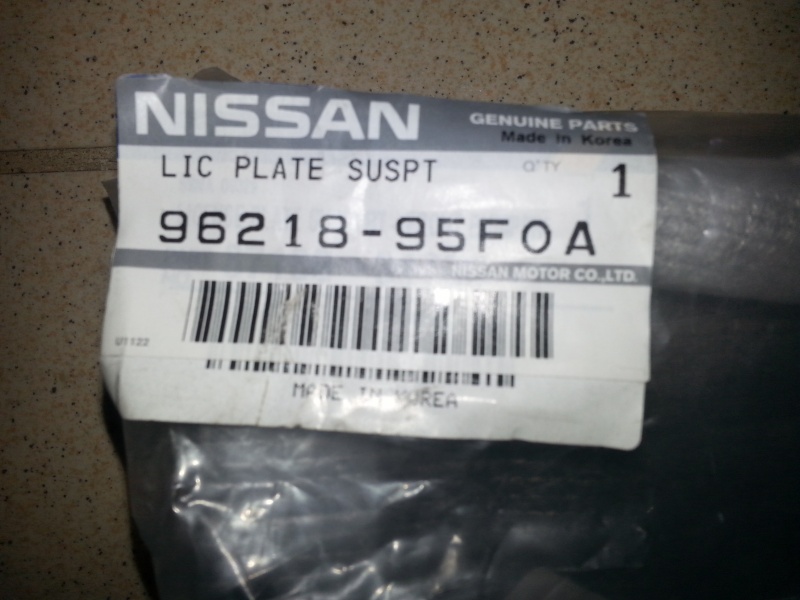 NISSAN
GENUINE PARTS
Made in Korea
LIC PLATE SUSPT
Q'TY
1
96218-95F0A
NISSAN MOTOR CO.,LTD.
U1122
MADE IN KOREA